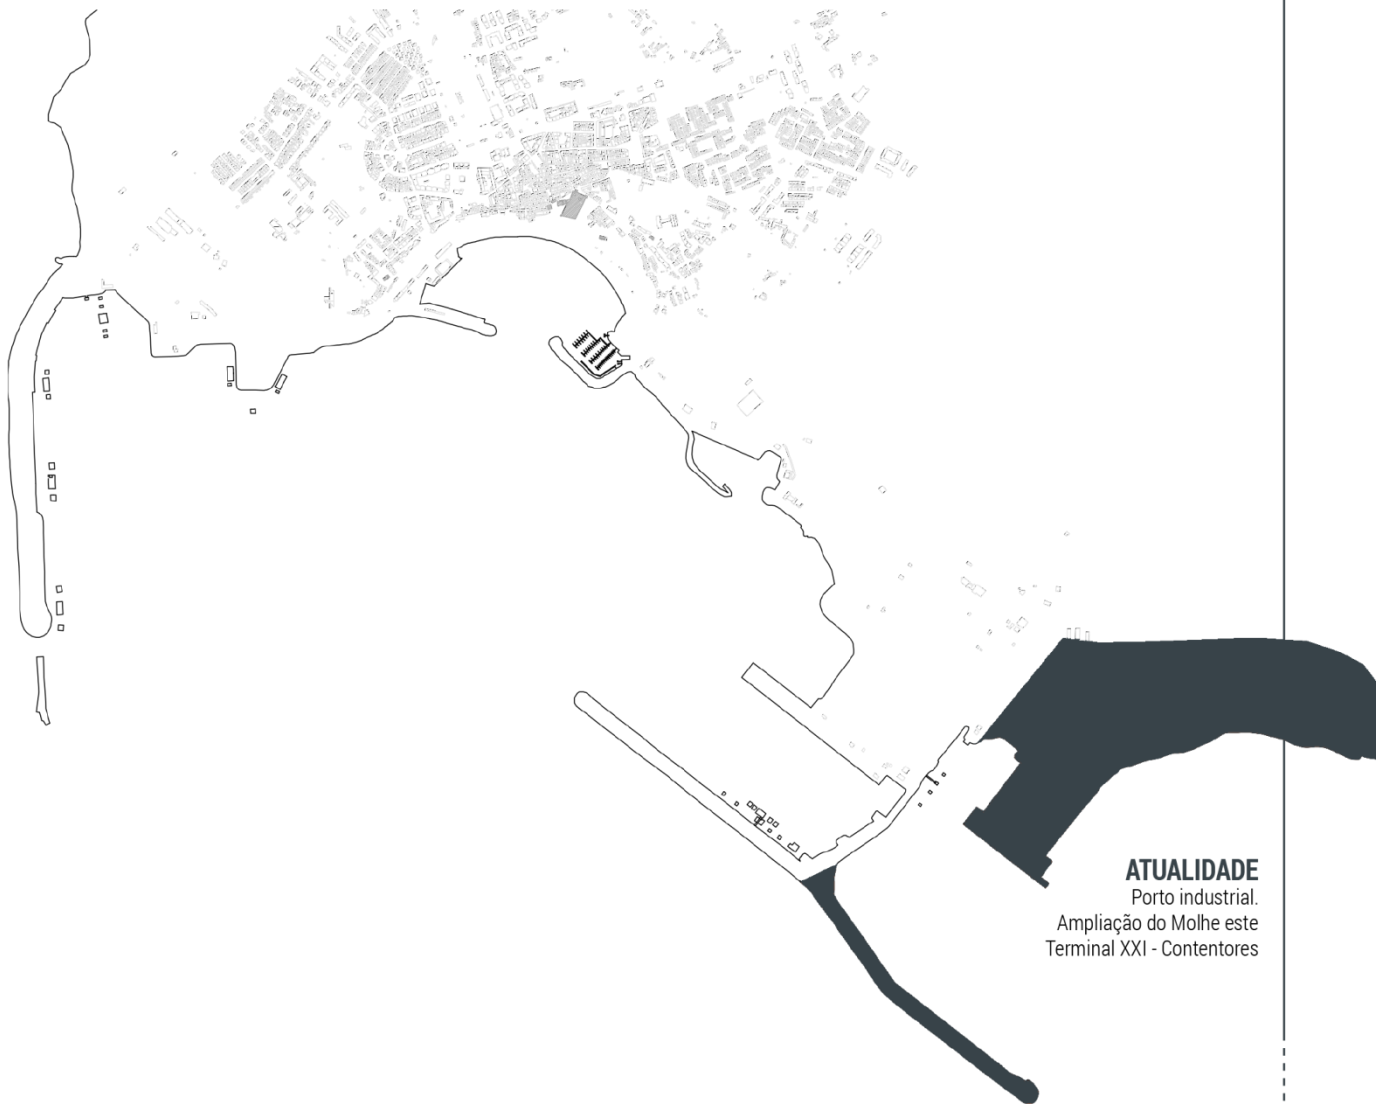 ATUALIDADE
Porto industrial.
Ampliação do Molhe este
Terminal XXI - Contentores